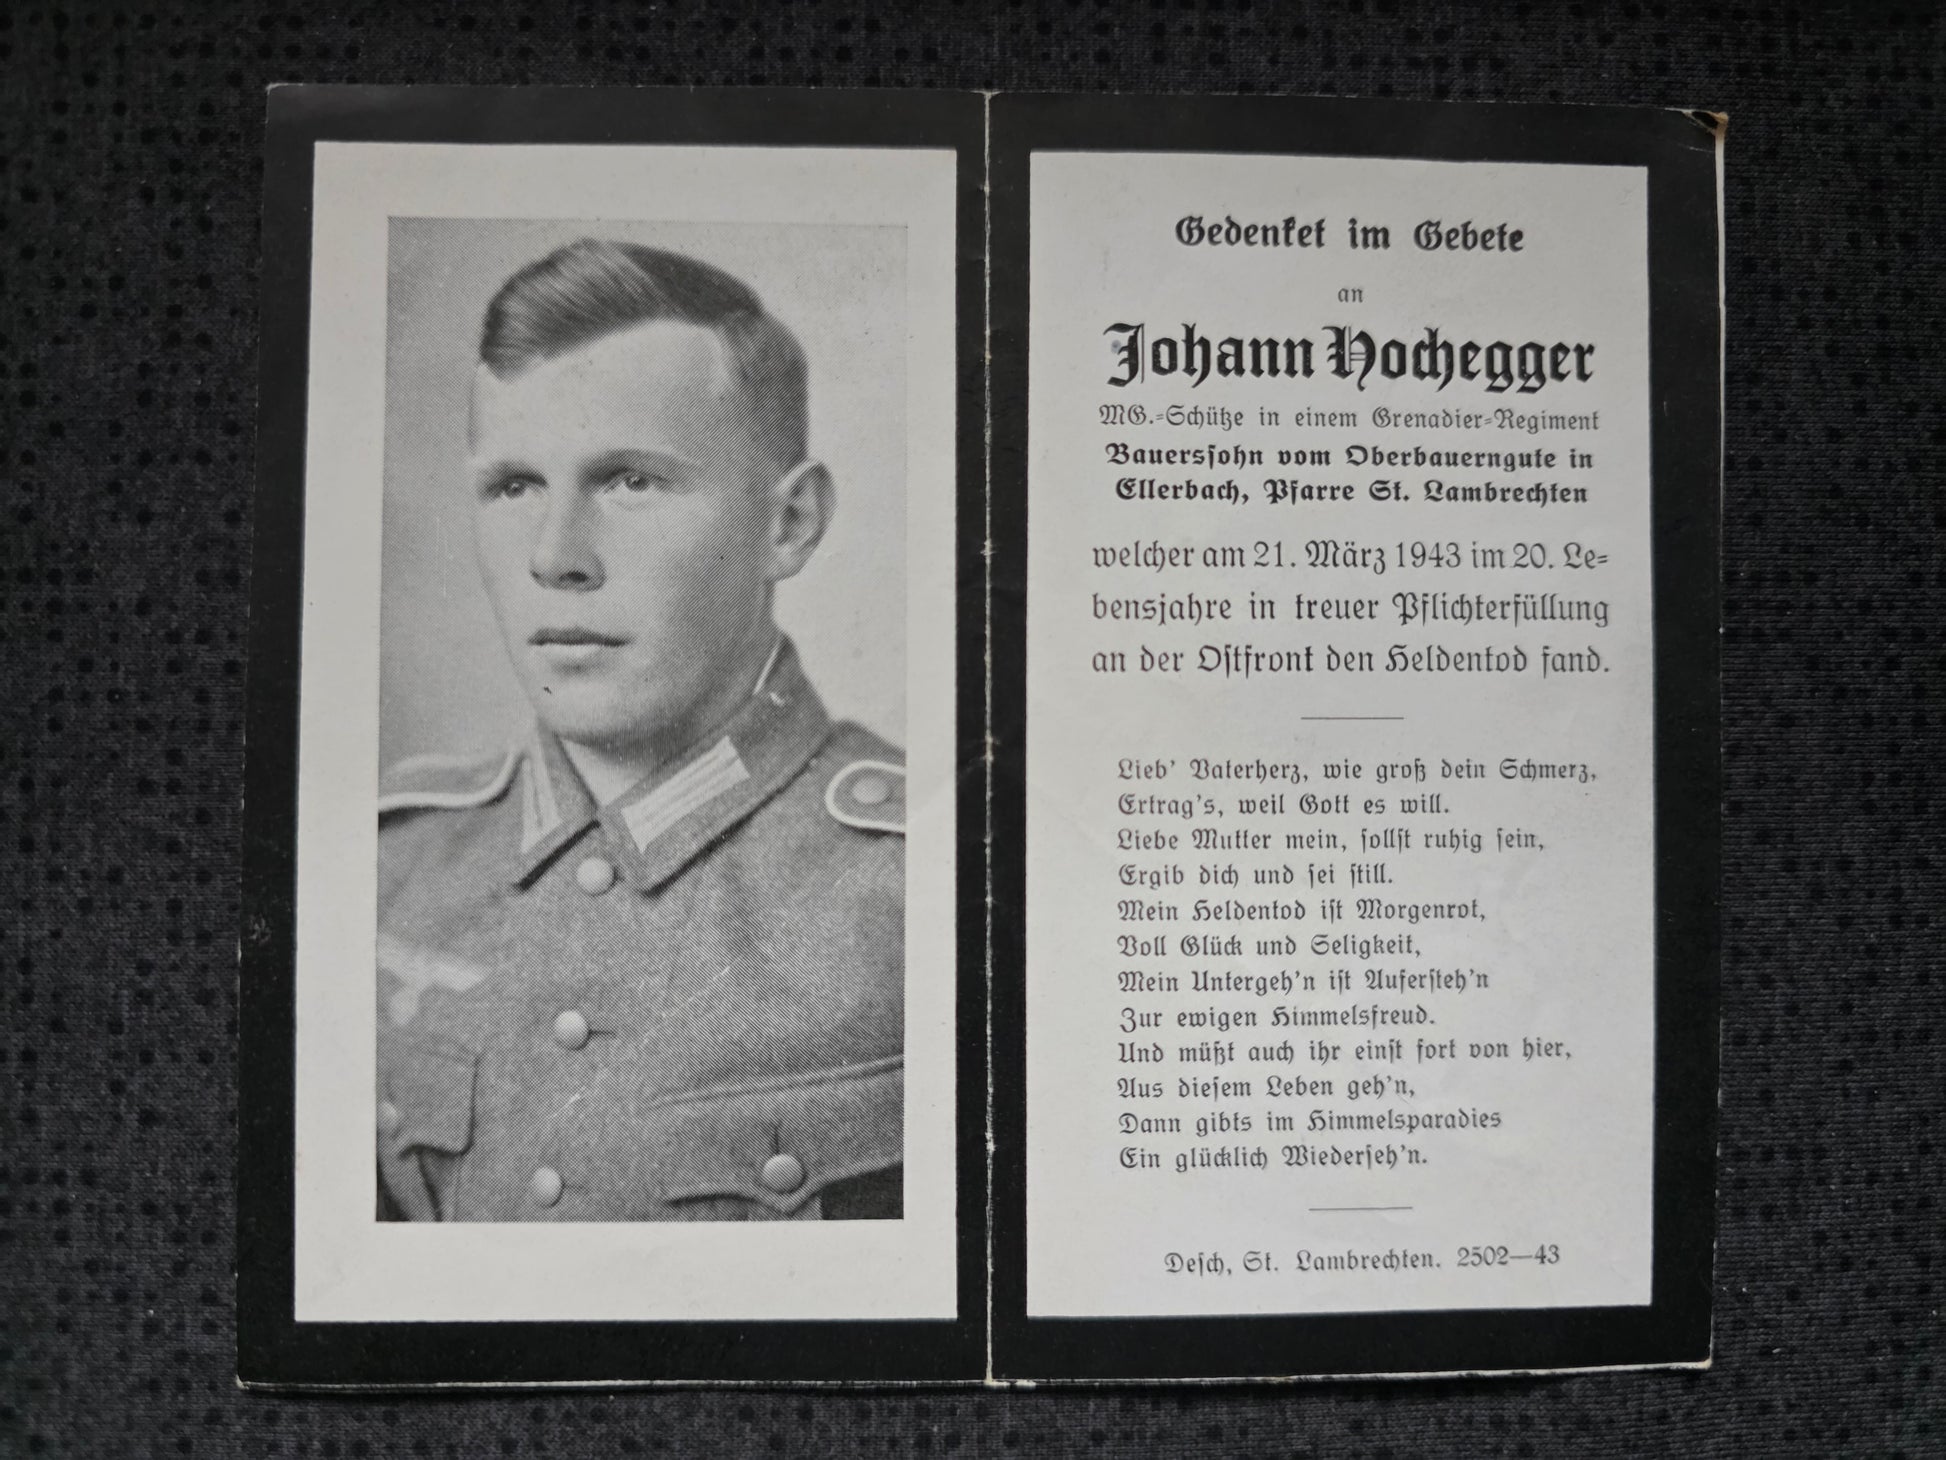 Gedenket im Gebete
an
Johann Hochegger
MG.=Schütze in einem Grenadier=Regiment
Bauerssohn vom Oberbauerngute in
Ellerbach, Pfarre St. Lambrechten
welcher am 21. März 1943 im 20. Le=
bensjahre in treuer Pflichterfüllung
an der Ostfront den Heldentod fand.
Lieb' Vaterherz, wie groß dein Schmerz,
Ertrag's, weil Gott es will.
Liebe Mutter mein, sollst ruhig sein,
Ergib dich und sei still.
Mein Heldentod ist Morgenrot,
Voll Glück und Seligkeit,
Mein Untergeh'n ist Aufersteh'n
Zur ewigen Himmelsfreud.
Und müßt auch ihr einst fort von hier,
Aus diesem Leben geh'n,
Dann gibts im Himmelsparadies
Ein glücklich Wiederseh'n.
Desch, St. Lambrechten. 2502—43